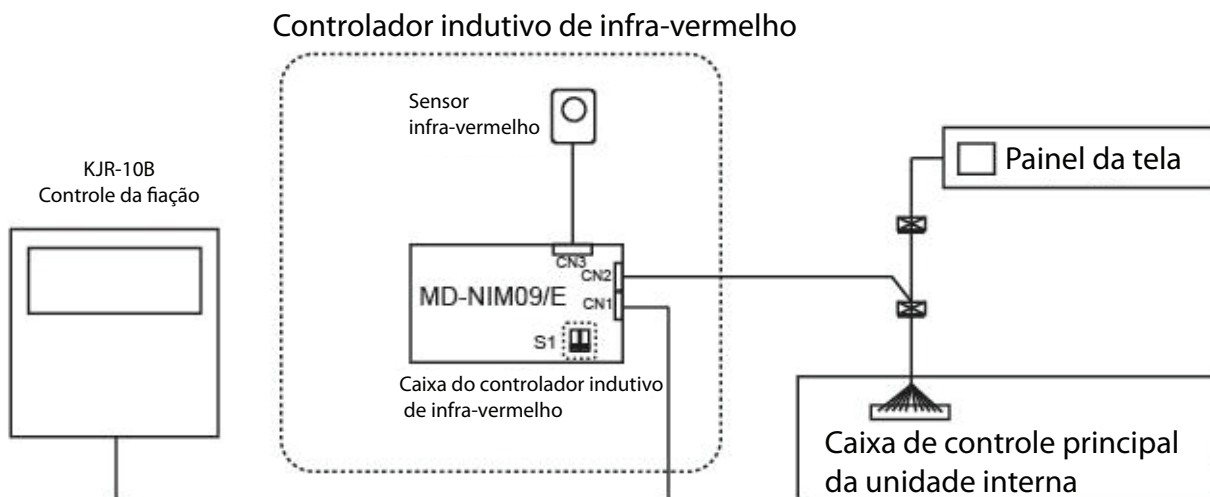 Controlador indutivo de infra-vermelho
Sensor
infra-vermelho
KJR-10B
Controle da fiação
Painel da tela
CN3
CN2
MD-NIM09/E
CN1
S1
Caixa do controlador indutivo
de infra-vermelho
Caixa de controle principal
da unidade interna